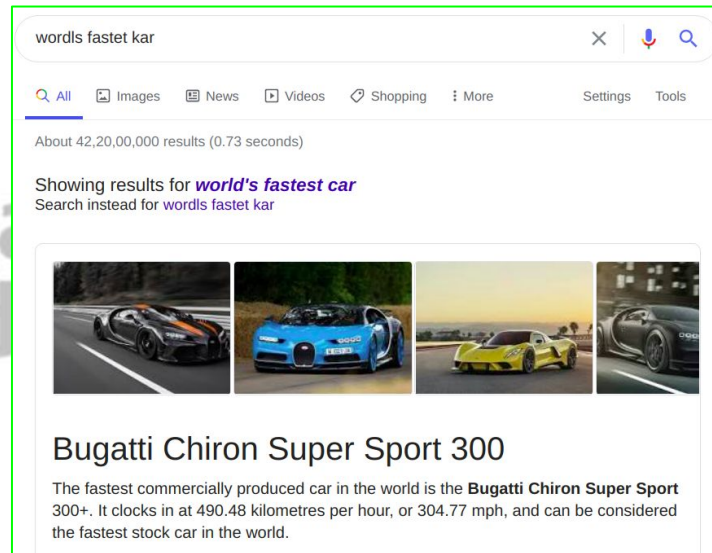 wordls fastet kar
All Images News Videos Shopping More Settings Tools
About 42,20,00,000 results (0.73 seconds)
Showing results for world's fastest car
Search instead for wordls fastet kar
Bugatti Chiron Super Sport 300
The fastest commercially produced car in the world is the Bugatti Chiron Super Sport
300+. It clocks in at 490.48 kilometres per hour, or 304.77 mph, and can be considered
the fastest stock car in the world.